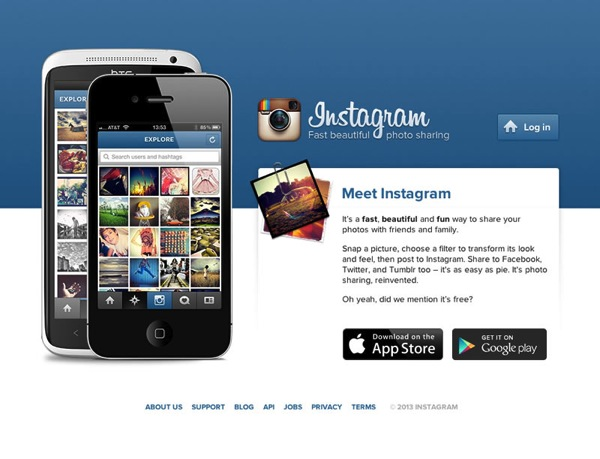 hTC
EXPLORE
AT&T 13:53 86%
EXPLORE
Search users and hashtags
Instagram
Fast beautiful photo sharing
Log in
Meet Instagram
It's a fast, beautiful and fun way to share your
photos with friends and family.
Snap a picture, choose a filter to transform its look
and feel, then post to Instagram. Share to Facebook,
Twitter, and Tumblr too – it's as easy as pie. It's photo
sharing, reinvented.
Oh yeah, did we mention it's free?
Download on the
App Store
GET IT ON
Google play
ABOUT US SUPPORT BLOG API JOBS PRIVACY TERMS © 2013 INSTAGRAM